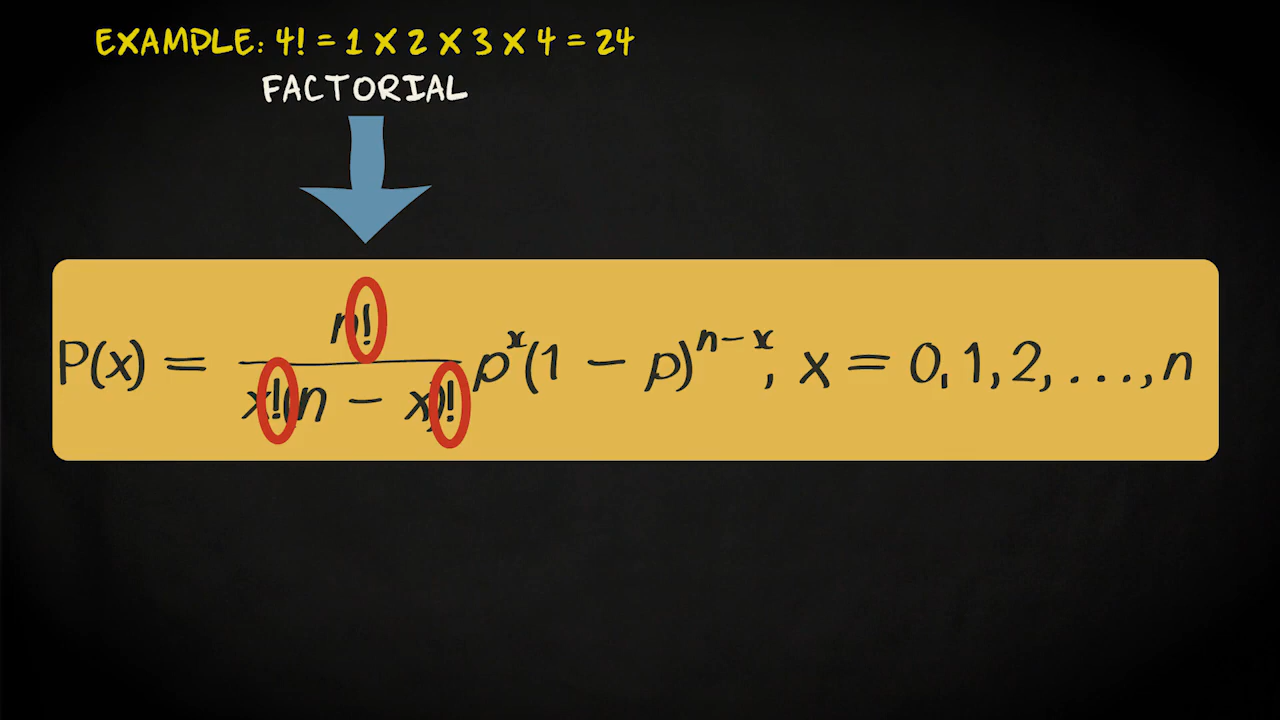 EXAMPLE: 4! = 1 X 2 X 3 X 4 = 24
FACTORIAL
P(x) = n! / x!(n − x)! p^x(1 − p)^{n−x}, x = 0,1,2,...,n